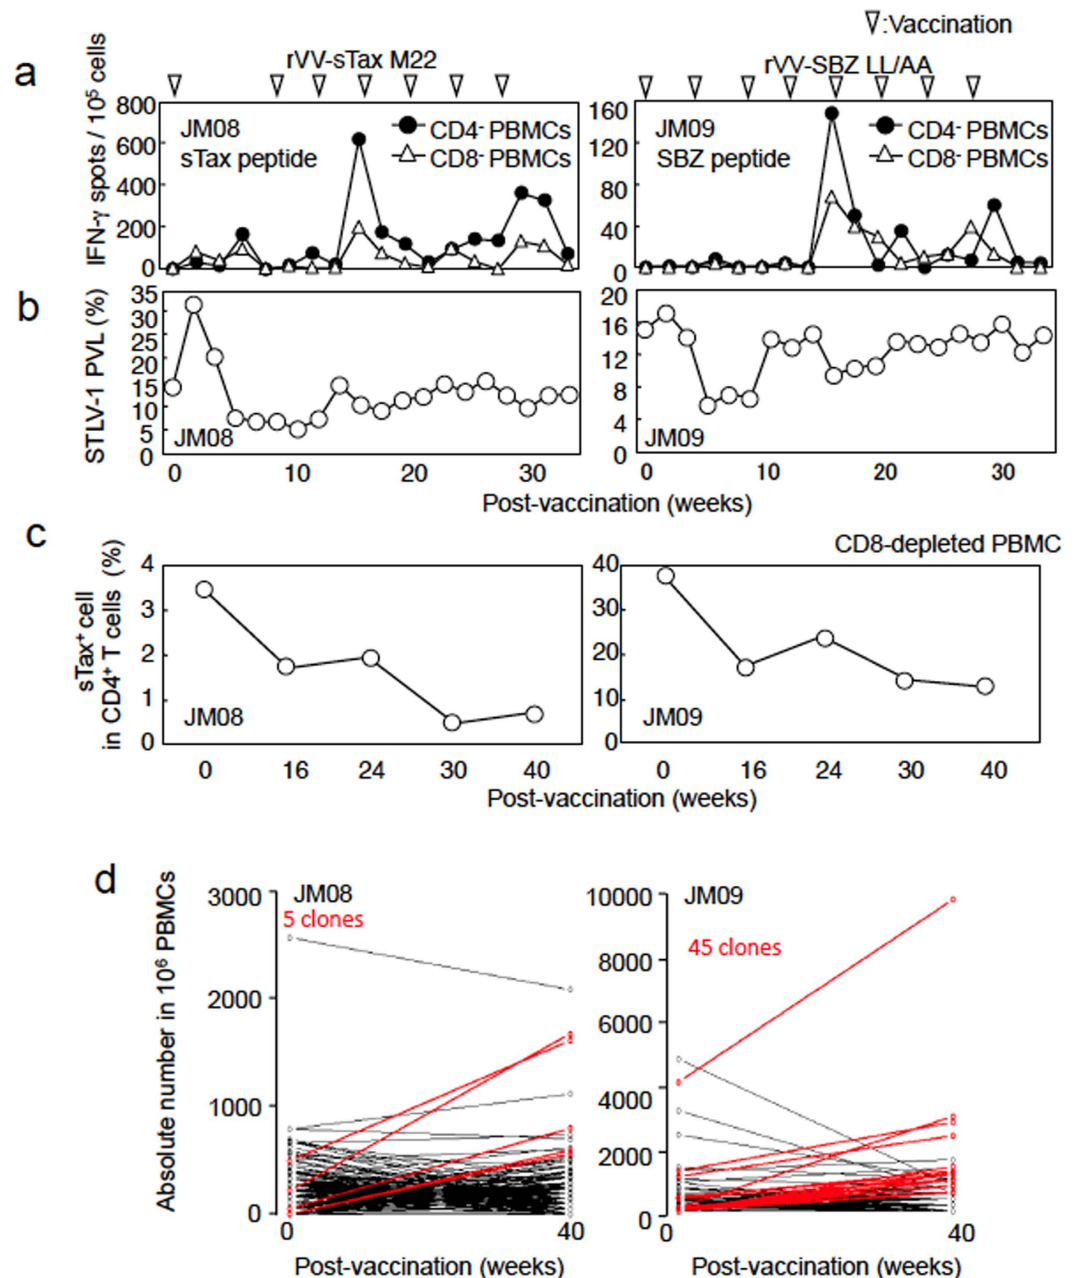 ▽:Vaccination
a
rVV-sTax M22
rVV-SBZ LL/AA
IFN-γ spots / 10⁵ cells
800
600
400
200
0
JM08
sTax peptide
CD4⁻ PBMCs
CD8⁻ PBMCs
160
120
80
40
0
JM09
SBZ peptide
CD4⁻ PBMCs
CD8⁻ PBMCs
b
STLV-1 PVL (%)
35
30
25
20
15
10
5
0
JM08
0 10 20 30
20
16
12
8
4
0
JM09
0 10 20 30
Post-vaccination (weeks)
c
CD8-depleted PBMC
sTax⁺ cell
in CD4⁺ T cells (%)
4
3
2
1
0
JM08
0 16 24 30 40
40
30
20
10
0
JM09
0 16 24 30 40
Post-vaccination (weeks)
d
Absolute number in 10⁶ PBMCs
3000
2000
1000
0
JM08
5 clones
0 40
Post-vaccination (weeks)
10000
8000
6000
4000
2000
0
JM09
45 clones
0 40
Post-vaccination (weeks)